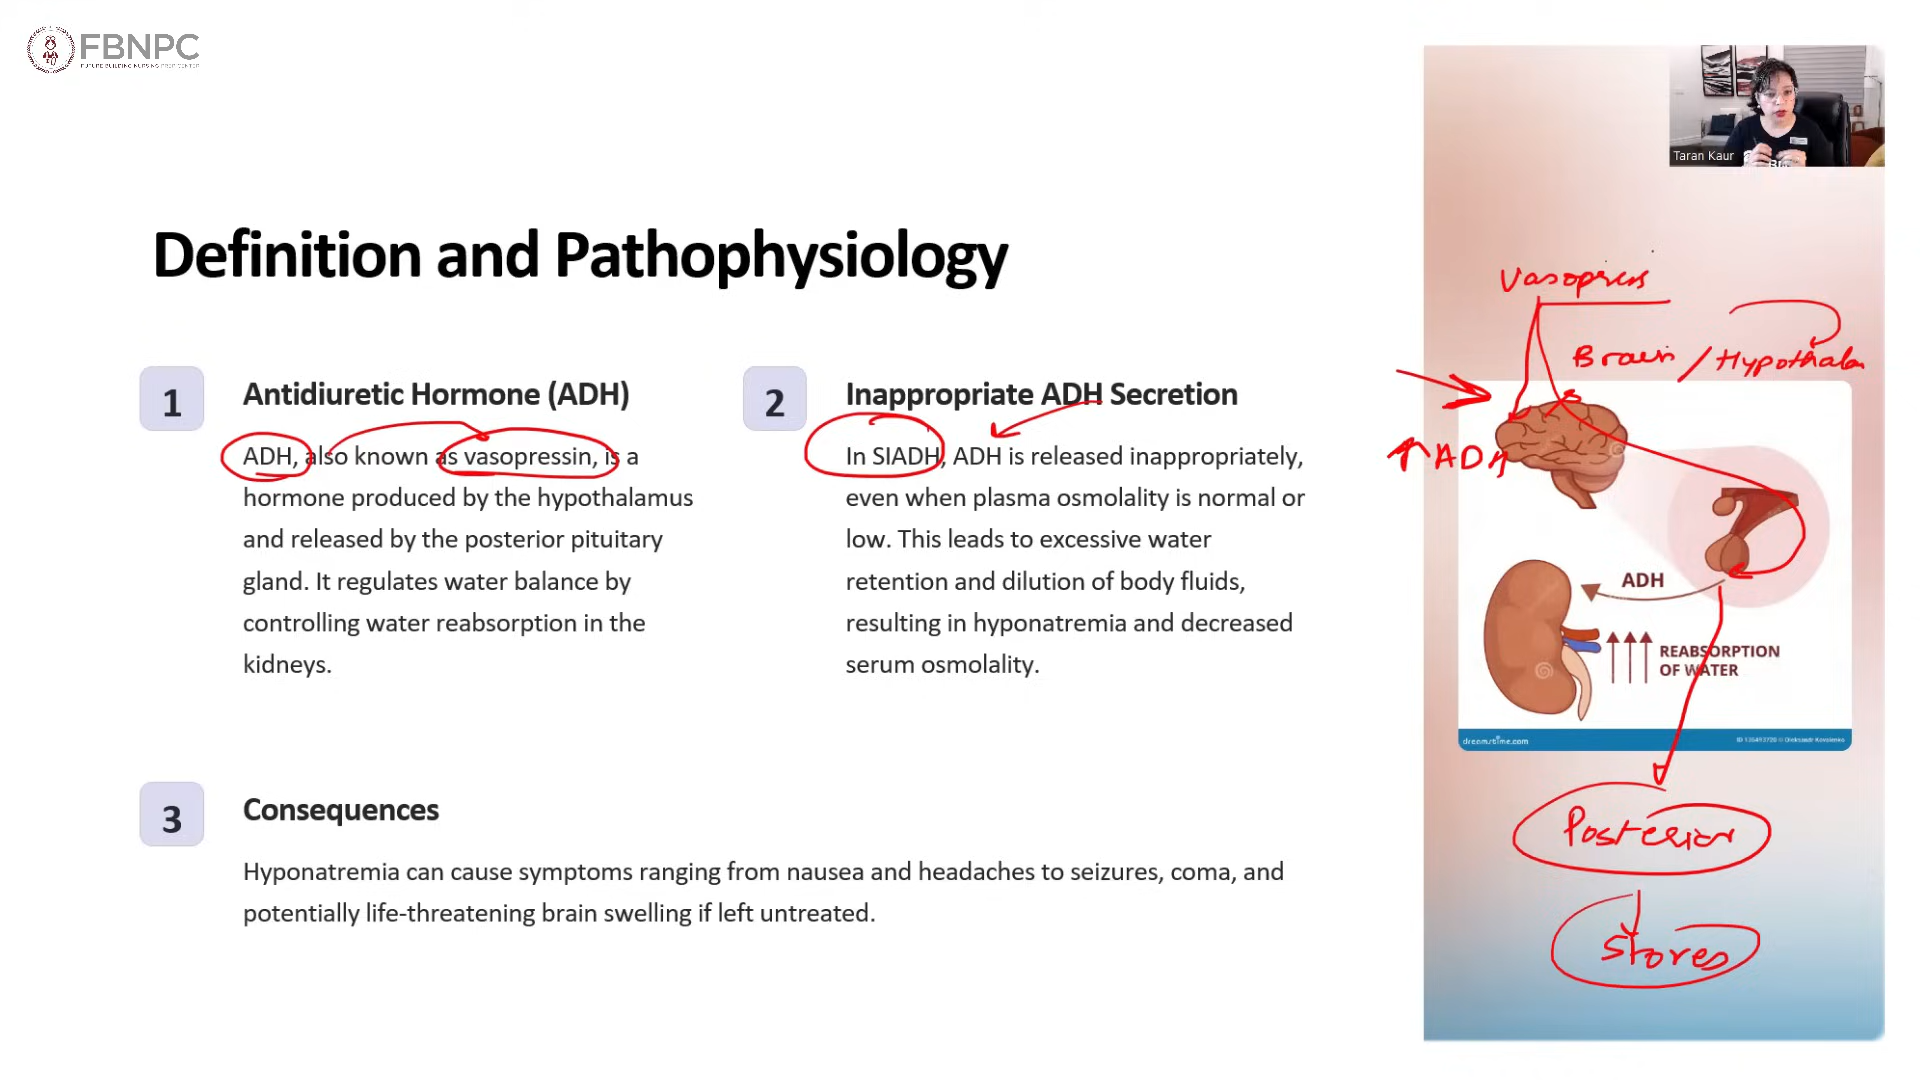 FBNPC
FUTURE BUILDING NURSING PREP CENTER
Taran Kaur
Definition and Pathophysiology
1
Antidiuretic Hormone (ADH)
ADH, also known as vasopressin, is a
hormone produced by the hypothalamus
and released by the posterior pituitary
gland. It regulates water balance by
controlling water reabsorption in the
kidneys.
2
Inappropriate ADH Secretion
In SIADH, ADH is released inappropriately,
even when plasma osmolality is normal or
low. This leads to excessive water
retention and dilution of body fluids,
resulting in hyponatremia and decreased
serum osmolality.
3
Consequences
Hyponatremia can cause symptoms ranging from nausea and headaches to seizures, coma, and
potentially life-threatening brain swelling if left untreated.
Vasopress
Brain / Hypothala
↑ ADH
ADH
REABSORPTION
OF WATER
dreamstime.com
Posterior
Stores